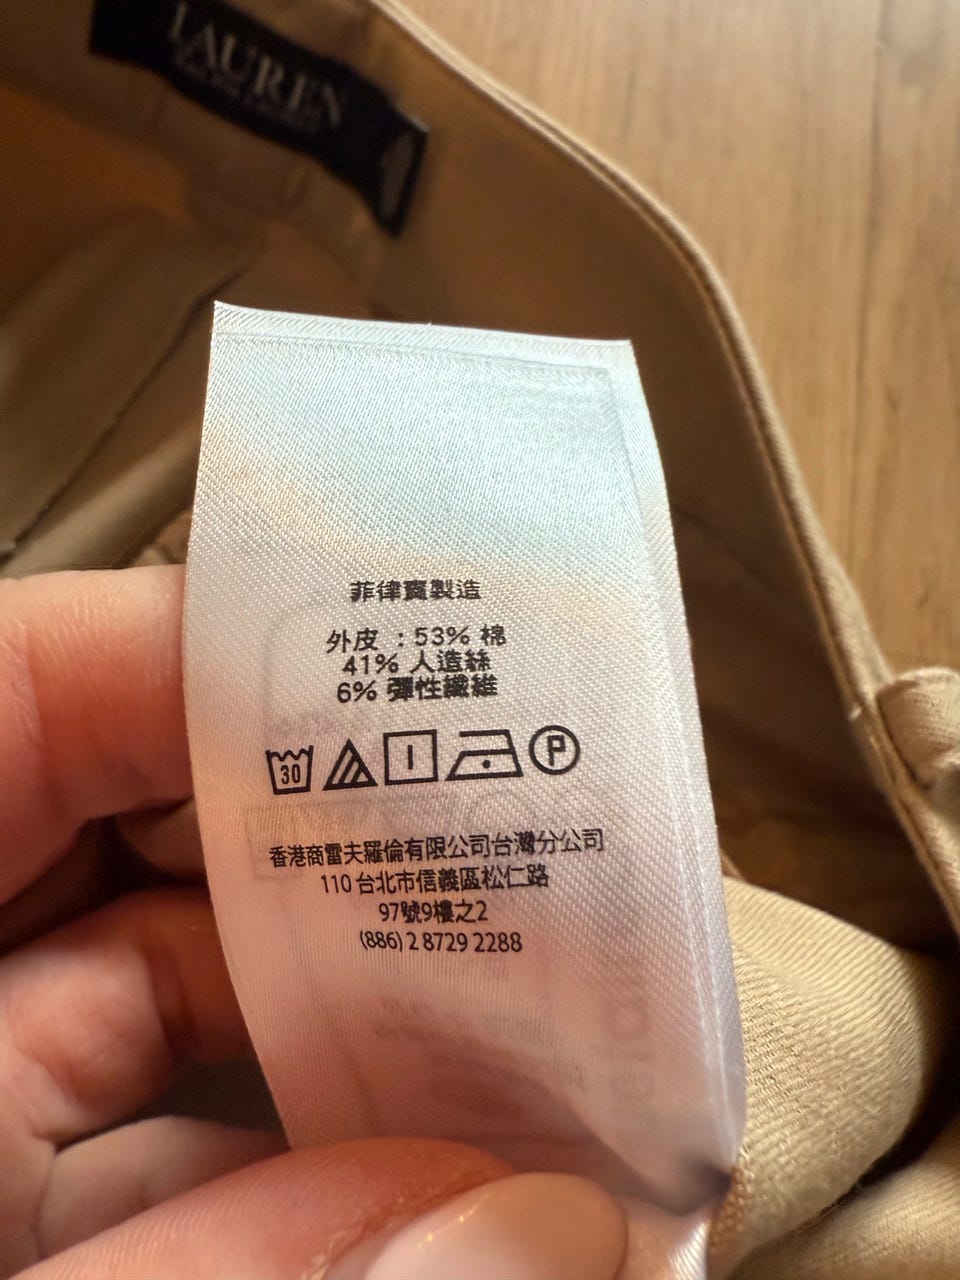 LAUREN
菲律賓製造
外皮 : 53% 棉
41% 人造絲
6% 彈性纖維
30
P
香港商雷夫羅倫有限公司台灣分公司
110 台北市信義區松仁路
97號9樓之2
(886) 2 8729 2288